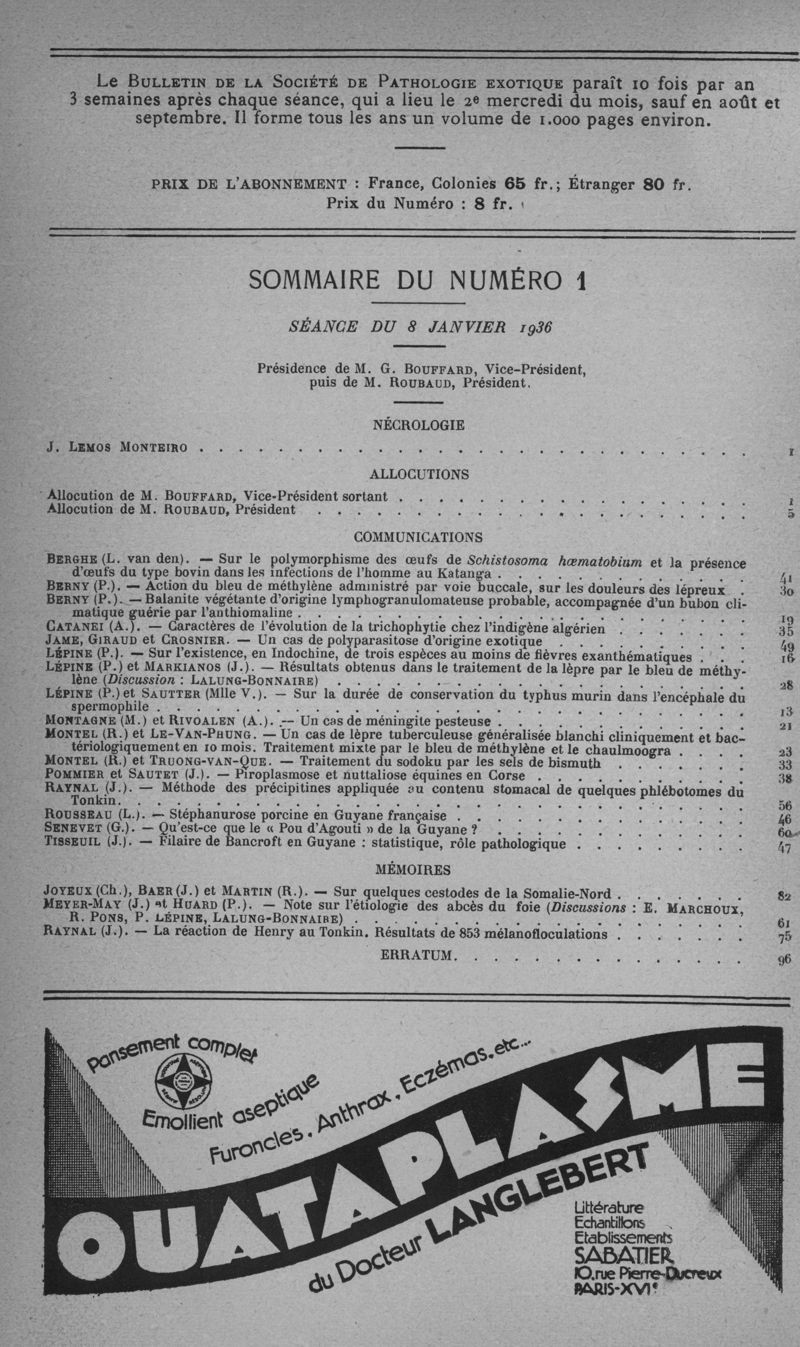 Le Bulletin de la Société de Pathologie exotique paraît 10 fois par an
3 semaines après chaque séance, qui a lieu le 2e mercredi du mois, sauf en août et
septembre. Il forme tous les ans un volume de 1.000 pages environ.
PRIX DE L'ABONNEMENT : France, Colonies 65 fr.; Étranger 80 fr.
Prix du Numéro : 8 fr.
SOMMAIRE DU NUMÉRO 1
SÉANCE DU 8 JANVIER 1936
Présidence de M. G. Bouffard, Vice-Président,
puis de M. Roubaud, Président.
NÉCROLOGIE
J. Lemos Monteiro . . . . . . . . . . 1
ALLOCUTIONS
Allocution de M. Bouffard, Vice-Président sortant . . . . . . . . . . 1
Allocution de M. Roubaud, Président . . . . . . . . . . 5
COMMUNICATIONS
Berghe (L. van den). — Sur le polymorphisme des œufs de Schistosoma hæmatobium et la présence
d'œufs du type bovin dans les infections de l'homme au Katanga . . . . . . . . . . 41
Berny (P.). — Action du bleu de méthylène administré par voie buccale, sur les douleurs des lépreux . 30
Berny (P.). — Balanite végétante d'origine lymphogranulomateuse probable, accompagnée d'un bubon cli-
matique guérie par l'anthiomaline . . . . . . . . . . 19
Catanei (A.). — Caractères de l'évolution de la trichophytie chez l'indigène algérien . . . . . . . 35
Jame, Giraud et Crosnier. — Un cas de polyparasitose d'origine exotique . . . . . . . . . . 49
Lépine (P.). — Sur l'existence, en Indochine, de trois espèces au moins de fièvres exanthématiques . . . 16
Lépine (P.) et Markianos (J.). — Résultats obtenus dans le traitement de la lèpre par le bleu de méthy-
lène (Discussion : Lalung-Bonnaire) . . . . . . . . . . 28
Lépine (P.) et Sautter (Mlle V.). — Sur la durée de conservation du typhus murin dans l'encéphale du
spermophile . . . . . . . . . . 13
Montagne (M.) et Rivoalen (A.). — Un cas de méningite pesteuse . . . . . . . . . . 21
Montel (R.) et Le-Van-Phung. — Un cas de lèpre tuberculeuse généralisée blanchi cliniquement et bac-
tériologiquement en 10 mois. Traitement mixte par le bleu de méthylène et le chaulmoogra . . . . 23
Montel (R.) et Truong-van-Que. — Traitement du sodoku par les sels de bismuth . . . . . . . 33
Pommier et Sautet (J.). — Piroplasmose et nuttaliose équines en Corse . . . . . . . . . . 38
Raynal (J.). — Méthode des précipitines appliquée au contenu stomacal de quelques phlébotomes du
Tonkin. . . . . . . . . . . 56
Rousseau (L.). — Stéphanurose porcine en Guyane française . . . . . . . . . . 46
Senevet (G.). — Qu'est-ce que le « Pou d'Agouti » de la Guyane ? . . . . . . . . . . 60
Tisseuil (J.). — Filaire de Bancroft en Guyane : statistique, rôle pathologique . . . . . . . . . 47
MÉMOIRES
Joyeux (Ch.), Baer (J.) et Martin (R.). — Sur quelques cestodes de la Somalie-Nord . . . . . . . 82
Meyer-May (J.) et Huard (P.). — Note sur l'étiologie des abcès du foie (Discussions : E. Marchoux,
R. Pons, P. Lépine, Lalung-Bonnaire) . . . . . . . . . . 61
Raynal (J.). — La réaction de Henry au Tonkin. Résultats de 853 mélanofloculations . . . . . . . 75
ERRATUM. . . . . . . . . . . 96
pansement complet
Emollient aseptique
Furoncles. Anthrax. Eczémas. etc...
OUATAPLASME
du Docteur LANGLEBERT
Littérature
Echantillons
Etablissements
SABATIER
10, rue Pierre-Ducreux
PARIS-XVIe